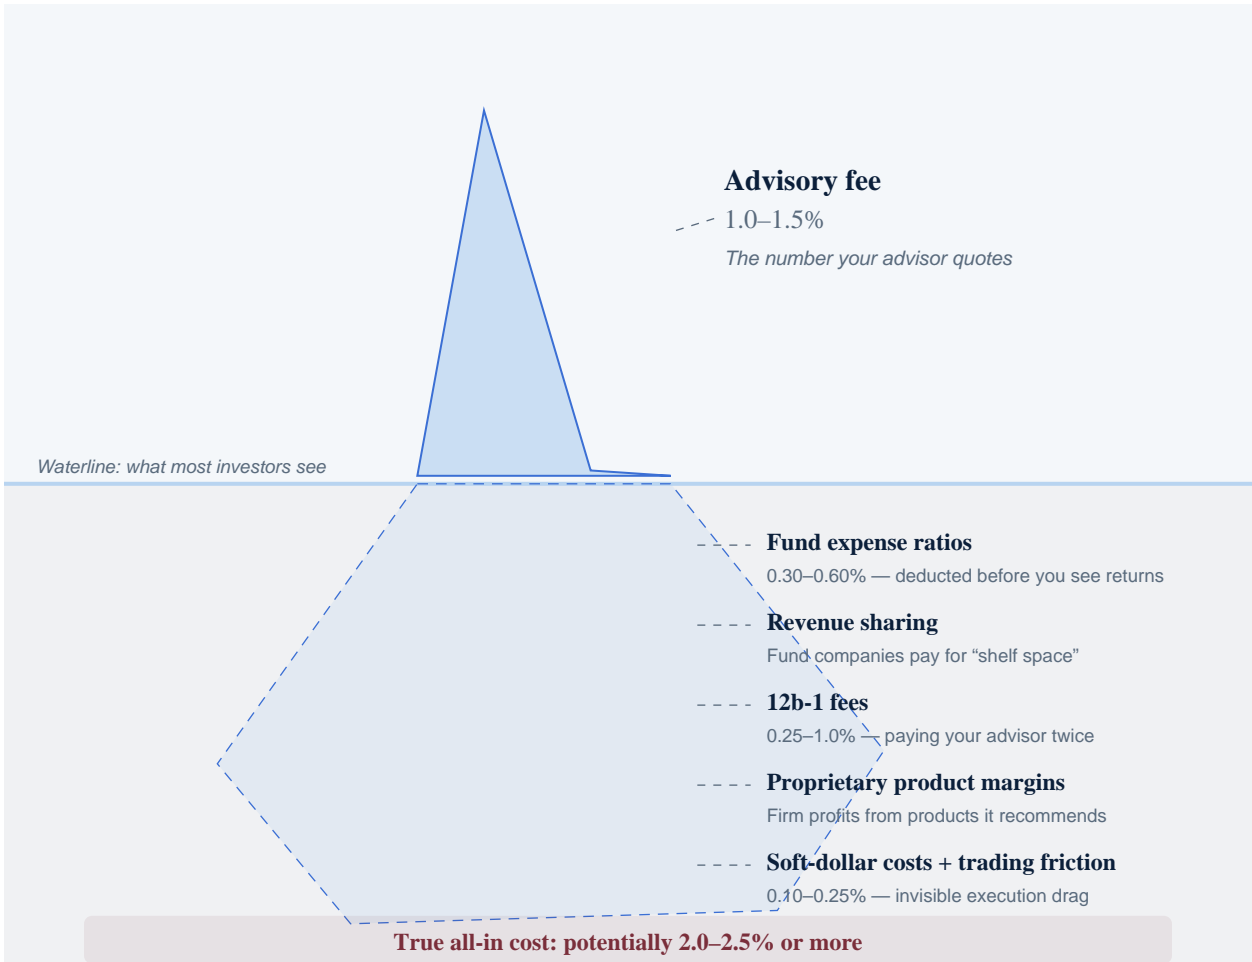 Advisory fee
1.0–1.5%
The number your advisor quotes
Waterline: what most investors see
Fund expense ratios
0.30–0.60% — deducted before you see returns
Revenue sharing
Fund companies pay for “shelf space”
12b-1 fees
0.25–1.0% — paying your advisor twice
Proprietary product margins
Firm profits from products it recommends
Soft-dollar costs + trading friction
0.10–0.25% — invisible execution drag
True all-in cost: potentially 2.0–2.5% or more